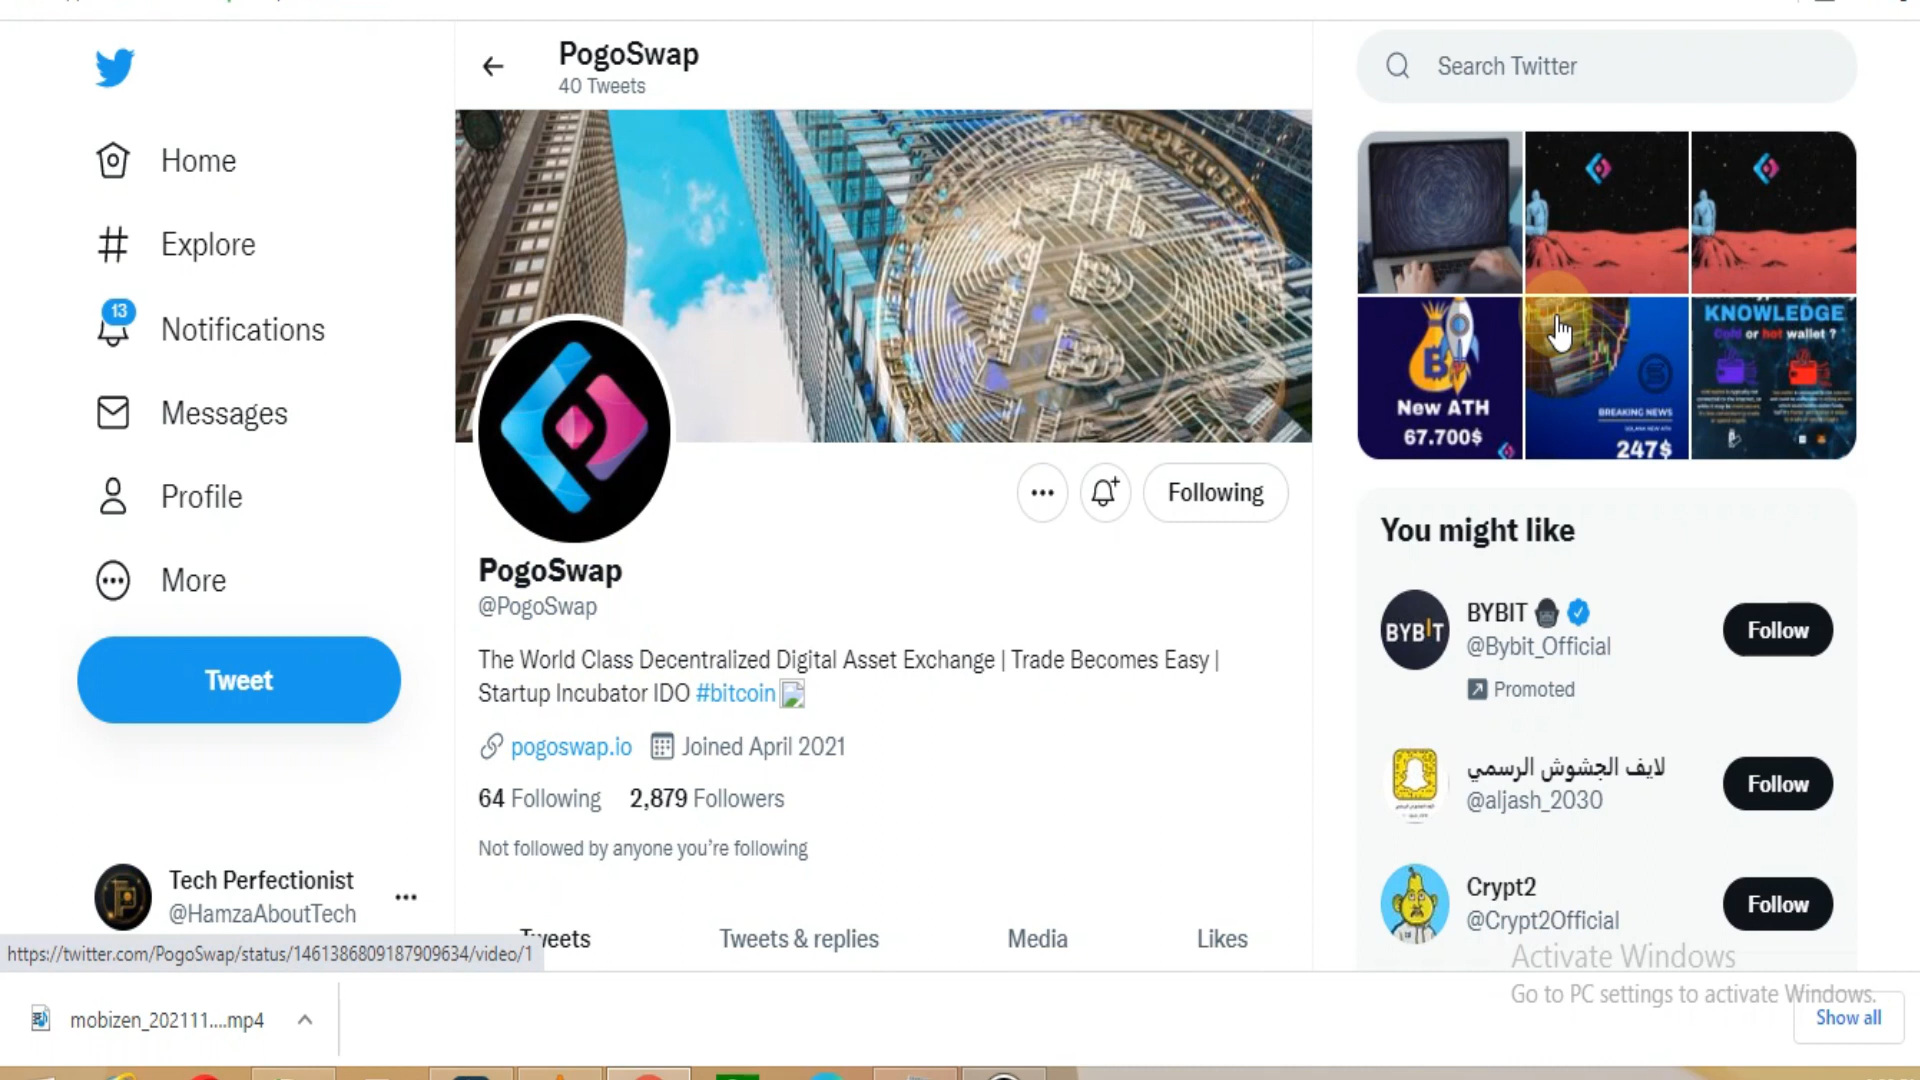 Home
Explore
13
Notifications
Messages
Profile
More
Tweet
Tech Perfectionist
@HamzaAboutTech
PogoSwap
40 Tweets
Following
PogoSwap
@PogoSwap
The World Class Decentralized Digital Asset Exchange | Trade Becomes Easy |
Startup Incubator IDO #bitcoin
pogoswap.io Joined April 2021
64 Following 2,879 Followers
Not followed by anyone you're following
Tweets Tweets & replies Media Likes
Search Twitter
New ATH
67.700$
BREAKING NEWS
SOLANA NEW ATH
247$
KNOWLEDGE
Cold or hot wallet ?
You might like
BYBIT
BYBIT
@Bybit_Official
Promoted
Follow
لايف الجشوش الرسمي
@aljash_2030
Follow
Crypt2
@Crypt2Official
Follow
Activate Windows
Go to PC settings to activate Windows.
https://twitter.com/PogoSwap/status/1461386809187909634/video/1
mobizen_202111....mp4
Show all